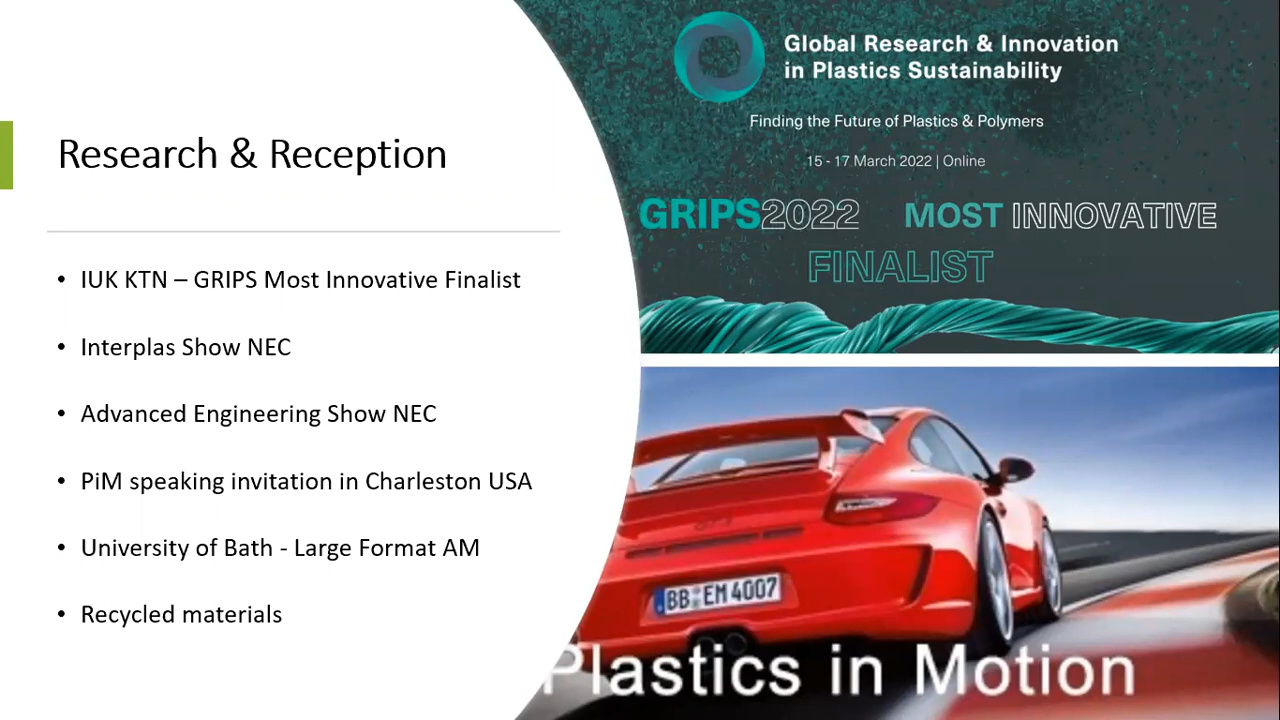 Research & Reception
• IUK KTN – GRIPS Most Innovative Finalist
• Interplas Show NEC
• Advanced Engineering Show NEC
• PiM speaking invitation in Charleston USA
• University of Bath - Large Format AM
• Recycled materials
Global Research & Innovation
in Plastics Sustainability
Finding the Future of Plastics & Polymers
15 - 17 March 2022 | Online
GRIPS2022 MOST INNOVATIVE
FINALIST
BB EM 4007
Plastics in Motion